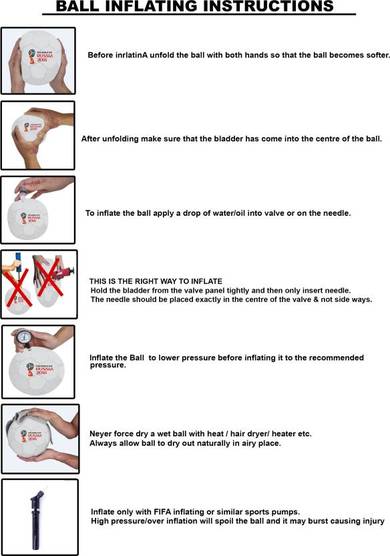 BALL INFLATING INSTRUCTIONS
RUSSIA
2018
Before inrlatinA unfold the ball with both hands so that the ball becomes softer.
After unfolding make sure that the bladder has come into the centre of the ball.
To inflate the ball apply a drop of water/oil into valve or on the needle.
THIS IS THE RIGHT WAY TO INFLATE
Hold the bladder from the valve panel tightly and then only insert needle.
The needle should be placed exactly in the centre of the valve & not side ways.
Inflate the Ball to lower pressure before inflating it to the recommended
pressure.
RUSSIA
2018
Neyer force dry a wet ball with heat / hair dryer/ heater etc.
Always allow ball to dry out naturally in airy place.
Inflate only with FIFA inflating or similar sports pumps.
High pressure/over inflation will spoil the ball and it may burst causing injury